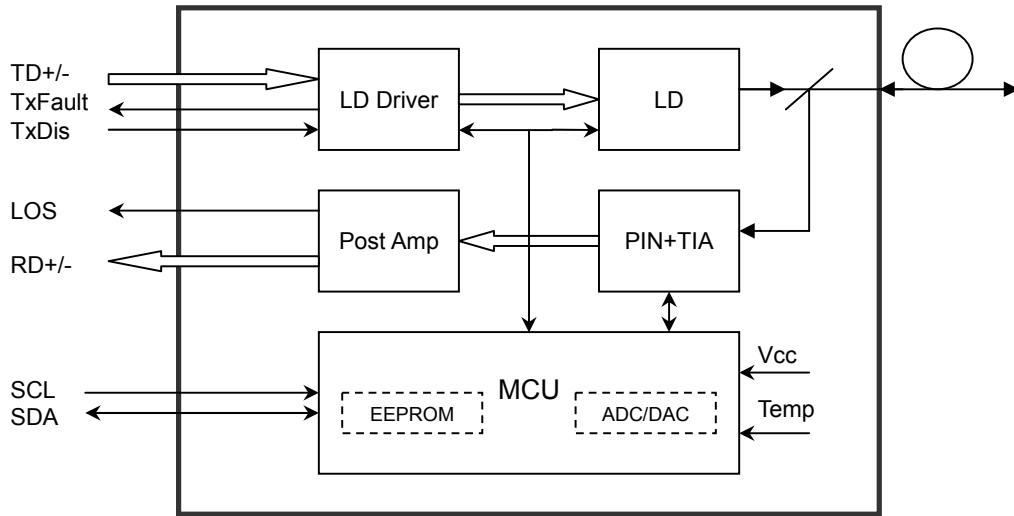 TD+/-
TxFault
TxDis
LD Driver
LD
LOS
RD+/-
Post Amp
PIN+TIA
SCL
SDA
MCU
EEPROM
ADC/DAC
Vcc
Temp